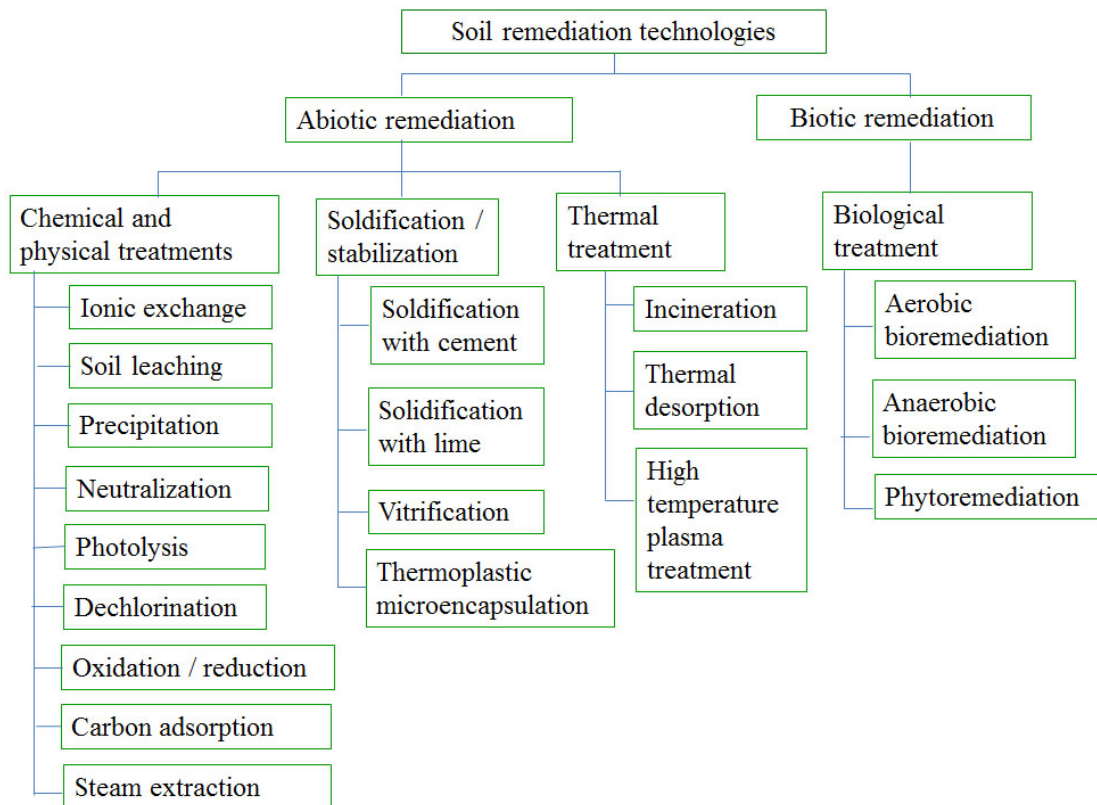 Soil remediation technologies
Abiotic remediation
Biotic remediation
Chemical and
physical treatments
Ionic exchange
Soil leaching
Precipitation
Neutralization
Photolysis
Dechlorination
Oxidation / reduction
Carbon adsorption
Steam extraction
Soldification /
stabilization
Soldification
with cement
Solidification
with lime
Vitrification
Thermoplastic
microencapsulation
Thermal
treatment
Incineration
Thermal
desorption
High
temperature
plasma
treatment
Biological
treatment
Aerobic
bioremediation
Anaerobic
bioremediation
Phytoremediation